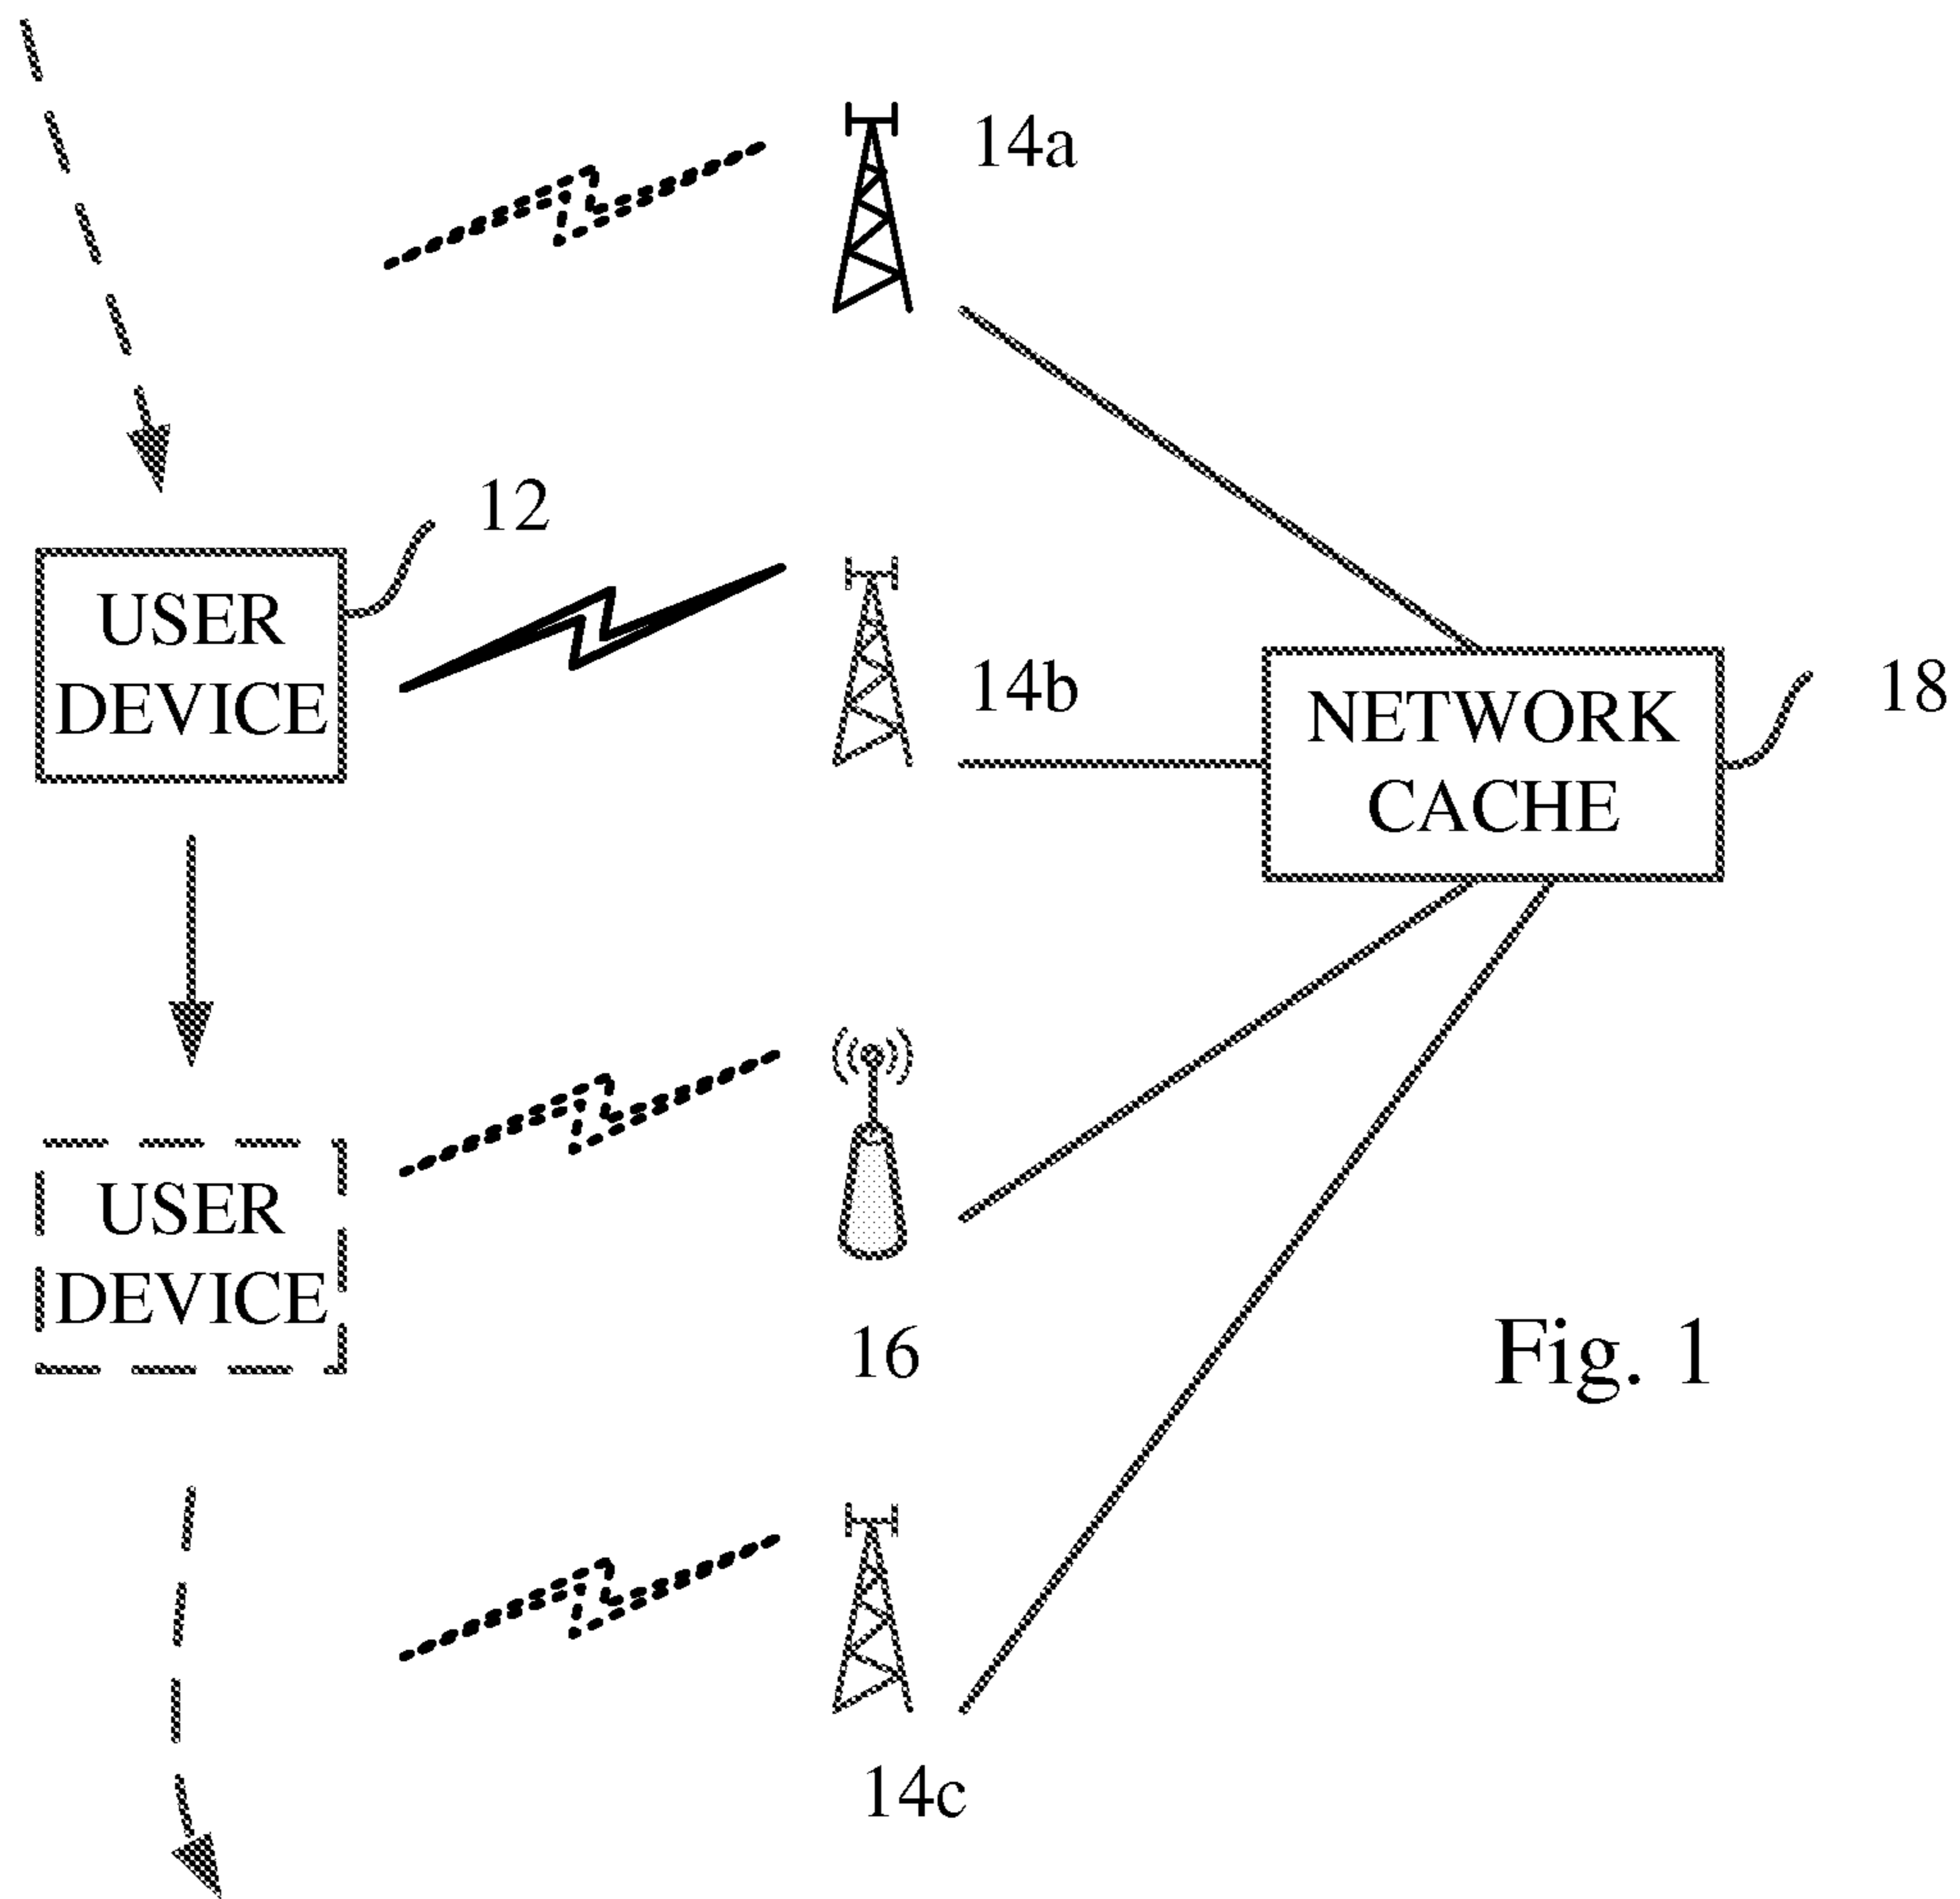 14a
12
USER
DEVICE
14b
NETWORK
CACHE
18
USER
DEVICE
16
Fig. 1
14c